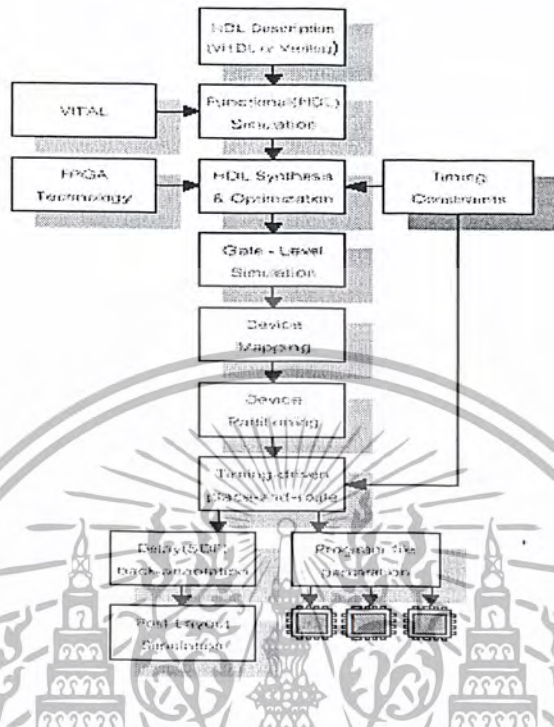 HDL Description
(VHDL or Verilog)
VITAL
Functional(HDL)
Simulation
FPGA
Technology
HDL Synthesis
& Optimization
Timing
Constraints
Gate - Level
Simulation
Device
Mapping
Device
Partitioning
Timing-driven
place-and-route
Delay(SDF)
back-annotation
Program file
preparation
Post Layout
Simulation